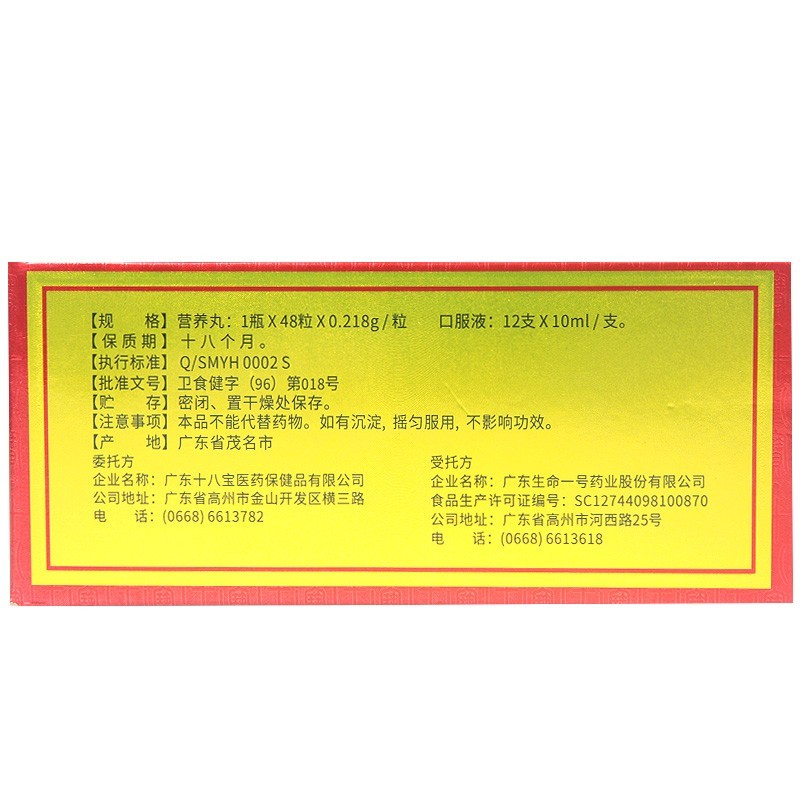 【规 格】营养丸：1瓶X48粒X0.218g/粒 口服液：12支X10ml/支。
【保质期】十八个月。
【执行标准】Q/SMYH 0002 S
【批准文号】卫食健字（96）第018号
【贮 存】密闭、置干燥处保存。
【注意事项】本品不能代替药物。如有沉淀，摇匀服用，不影响功效。
【产 地】广东省茂名市
委托方
企业名称：广东十八宝医药保健品有限公司
公司地址：广东省高州市金山开发区横三路
电 话：(0668) 6613782
受托方
企业名称：广东生命一号药业股份有限公司
食品生产许可证编号：SC12744098100870
公司地址：广东省高州市河西路25号
电 话：(0668) 6613618